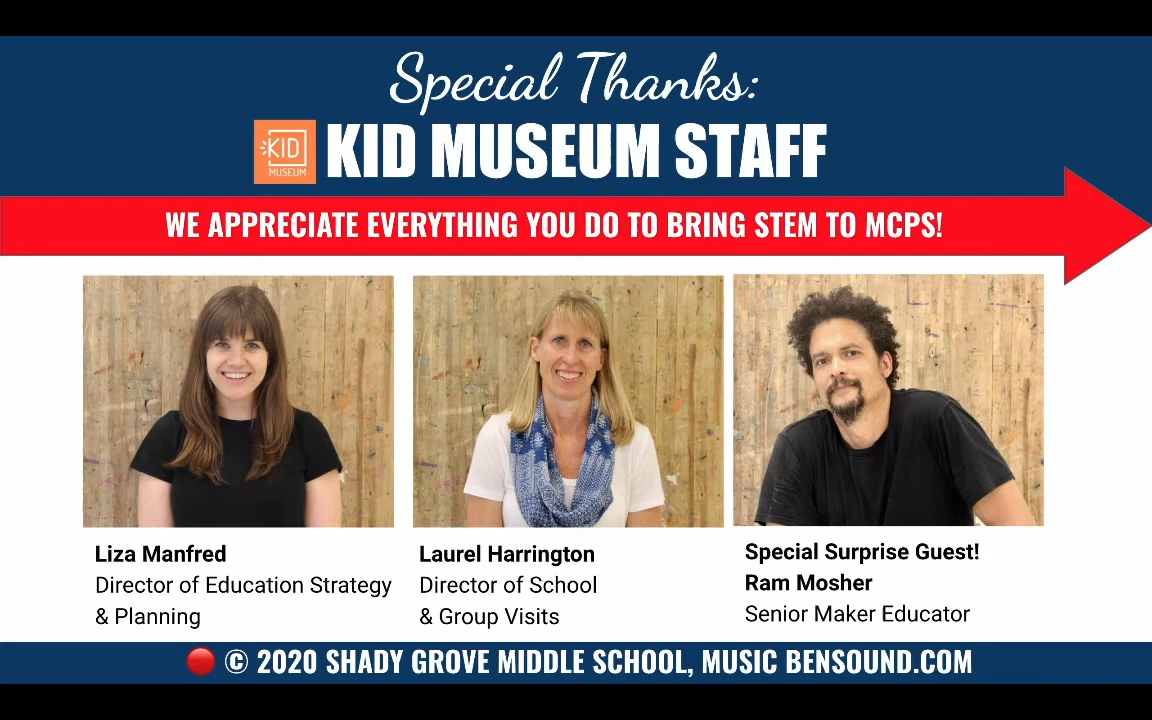 Special Thanks:
KID
MUSEUM
KID MUSEUM STAFF
WE APPRECIATE EVERYTHING YOU DO TO BRING STEM TO MCPS!
Liza Manfred
Director of Education Strategy
& Planning
Laurel Harrington
Director of School
& Group Visits
Special Surprise Guest!
Ram Mosher
Senior Maker Educator
© 2020 SHADY GROVE MIDDLE SCHOOL, MUSIC BENSOUND.COM